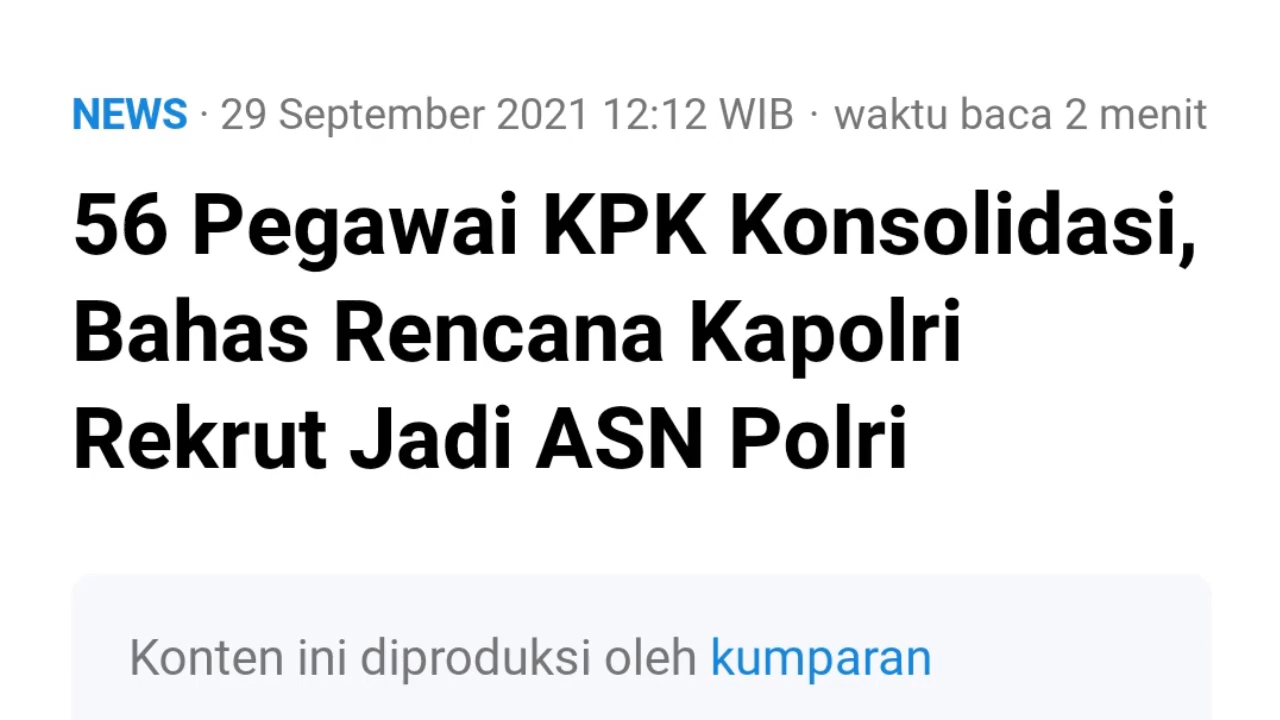 NEWS · 29 September 2021 12:12 WIB · waktu baca 2 menit
56 Pegawai KPK Konsolidasi,
Bahas Rencana Kapolri
Rekrut Jadi ASN Polri
Konten ini diproduksi oleh kumparan